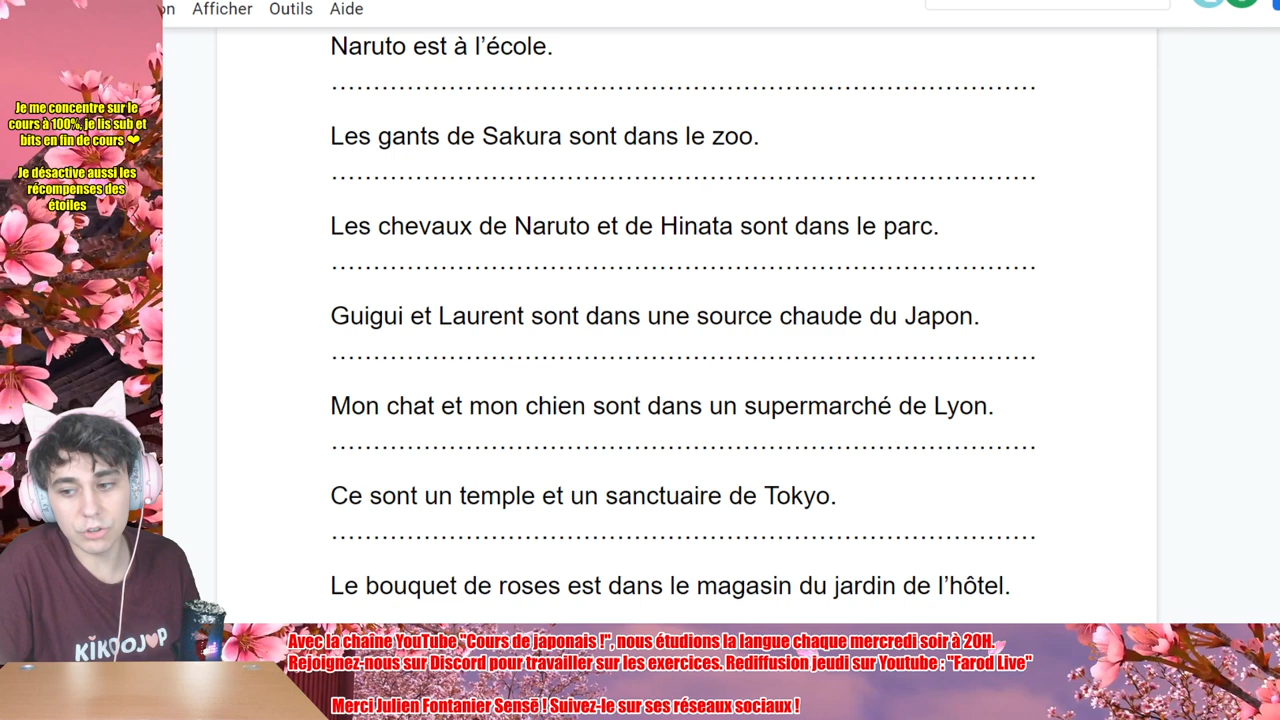 on Afficher Outils Aide
Naruto est à l’école.
Les gants de Sakura sont dans le zoo.
Les chevaux de Naruto et de Hinata sont dans le parc.
Guigui et Laurent sont dans une source chaude du Japon.
Mon chat et mon chien sont dans un supermarché de Lyon.
Ce sont un temple et un sanctuaire de Tokyo.
Le bouquet de roses est dans le magasin du jardin de l’hôtel.
Je me concentre sur le
cours à 100%, je lis sub et
bits en fin de cours ❤
Je désactive aussi les
récompenses des
étoiles
KIKOOJOP
Avec la chaîne YouTube "Cours de japonais !", nous étudions la langue chaque mercredi soir à 20H.
Rejoignez-nous sur Discord pour travailler sur les exercices. Rediffusion jeudi sur Youtube : "Farod Live"
Merci Julien Fontanier Sensē ! Suivez-le sur ses réseaux sociaux !